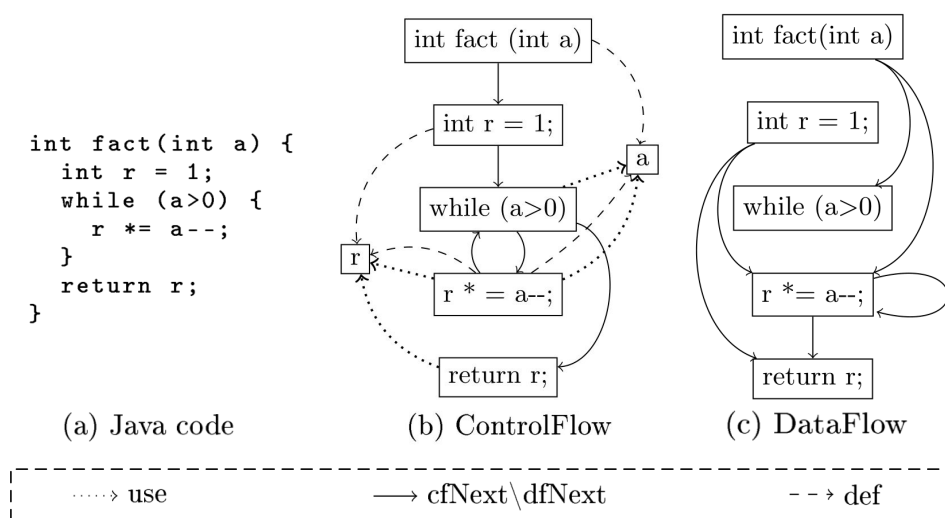 int fact(int a) {
int r = 1;
while (a>0) {
r *= a--;
}
return r;
}
(a) Java code
int fact (int a)
int r = 1;
a
while (a>0)
r
r * = a--;
return r;
(b) ControlFlow
int fact(int a)
int r = 1;
while (a>0)
r *= a--;
return r;
(c) DataFlow
use
cfNext\dfNext
def